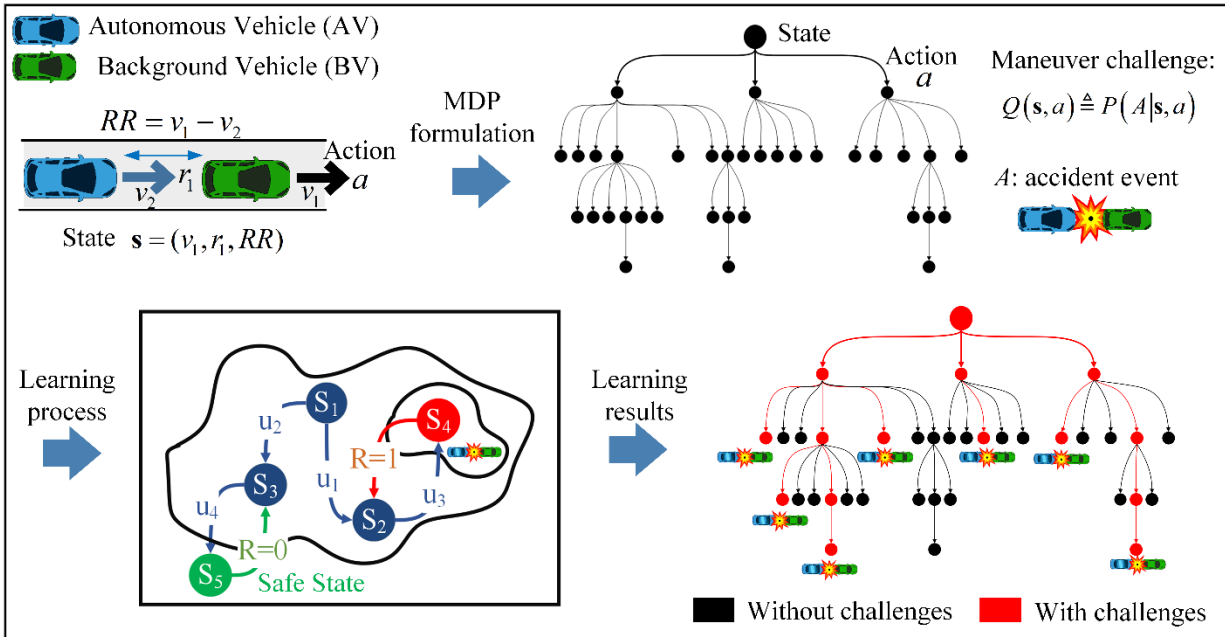 Autonomous Vehicle (AV)
Background Vehicle (BV)
RR = v₁ − v₂
v₂
r₁
v₁
Action
a
State s = (v₁, r₁, RR)
MDP
formulation
State
Action
a
Maneuver challenge:
Q(s, a) ≜ P(A|s, a)
A: accident event
Learning
process
S₁
u₂
S₄
R=1
S₃
u₁
u₃
u₄
S₂
R=0
S₅
Safe State
Learning
results
Without challenges
With challenges